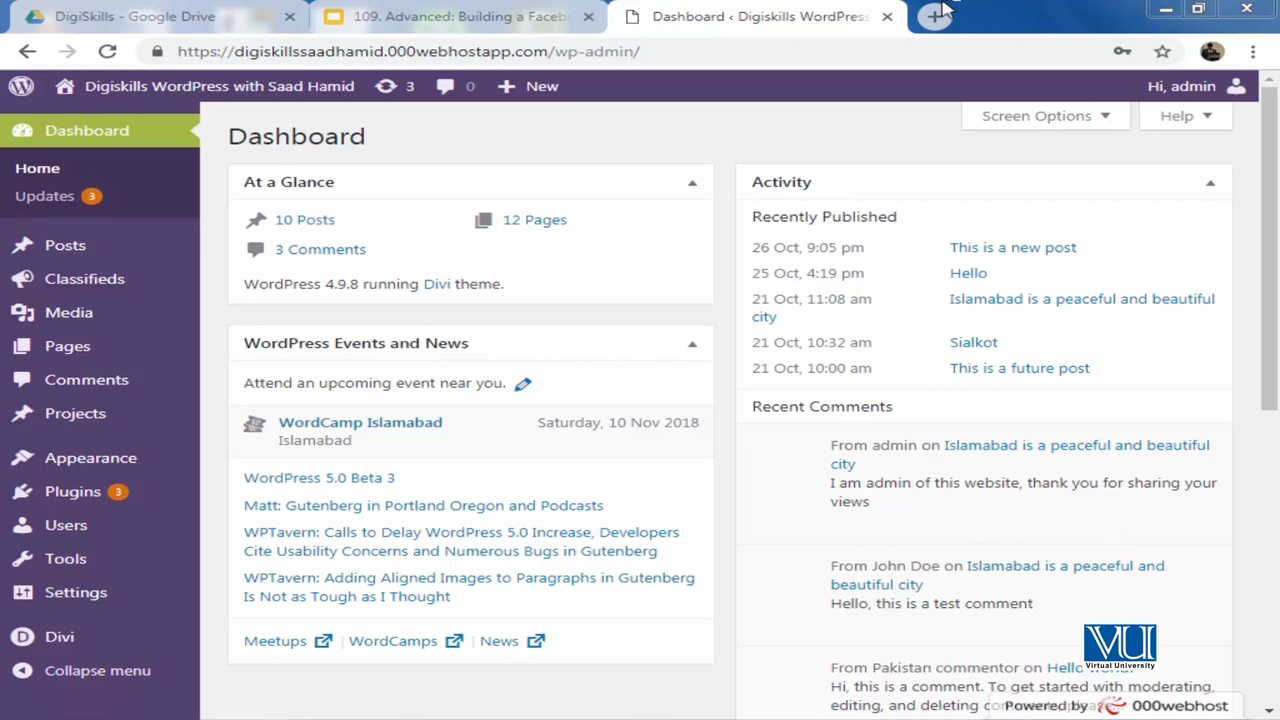 DigiSkills - Google Drive
109. Advanced: Building a Faceb
Dashboard ‹ Digiskills WordPress
https://digiskillssaadhamid.000webhostapp.com/wp-admin/
Digiskills WordPress with Saad Hamid
3
0
New
Hi, admin
Dashboard
Home
Updates 3
Posts
Classifieds
Media
Pages
Comments
Projects
Appearance
Plugins 3
Users
Tools
Settings
Divi
Collapse menu
Screen Options
Help
Dashboard
At a Glance
10 Posts
12 Pages
3 Comments
WordPress 4.9.8 running Divi theme.
WordPress Events and News
Attend an upcoming event near you.
WordCamp Islamabad
Saturday, 10 Nov 2018
Islamabad
WordPress 5.0 Beta 3
Matt: Gutenberg in Portland Oregon and Podcasts
WPTavern: Calls to Delay WordPress 5.0 Increase, Developers
Cite Usability Concerns and Numerous Bugs in Gutenberg
WPTavern: Adding Aligned Images to Paragraphs in Gutenberg
Is Not as Tough as I Thought
Meetups | WordCamps | News
Activity
Recently Published
26 Oct, 9:05 pm This is a new post
25 Oct, 4:19 pm Hello
21 Oct, 11:08 am Islamabad is a peaceful and beautiful
city
21 Oct, 10:32 am Sialkot
21 Oct, 10:00 am This is a future post
Recent Comments
From admin on Islamabad is a peaceful and beautiful
city
I am admin of this website, thank you for sharing your
views
From John Doe on Islamabad is a peaceful and
beautiful city
Hello, this is a test comment
From Pakistan commentor on Hello
Hi, this is a comment. To get started with moderating,
editing, and deleting
VU
Virtual University
Powered by 000webhost